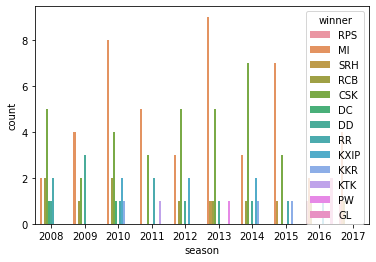 winner
RPS
MI
SRH
RCB
CSK
DC
DD
RR
KXIP
KKR
KTK
PW
GL
8
6
4
2
0
count
2008 2009 2010 2011 2012 2013 2014 2015 2016 2017
season